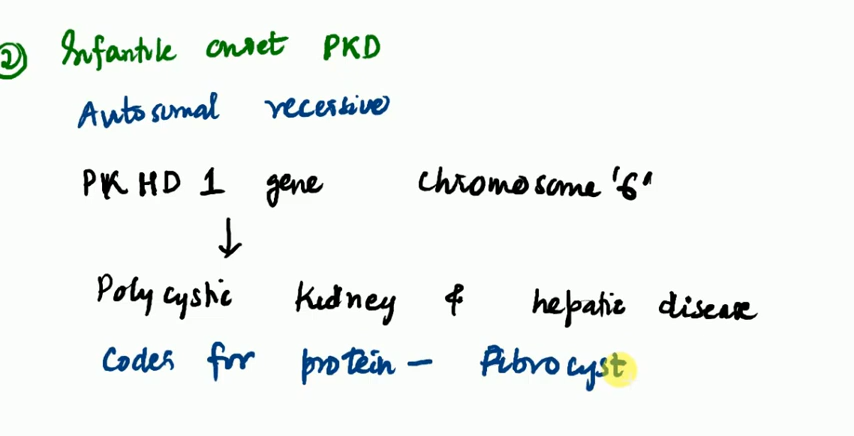 2) Infantile onset PKD
Autosomal recessive
PKHD 1 gene chromosome '6'
↓
Polycystic Kidney & hepatic disease
Codes for protein – Fibrocyst